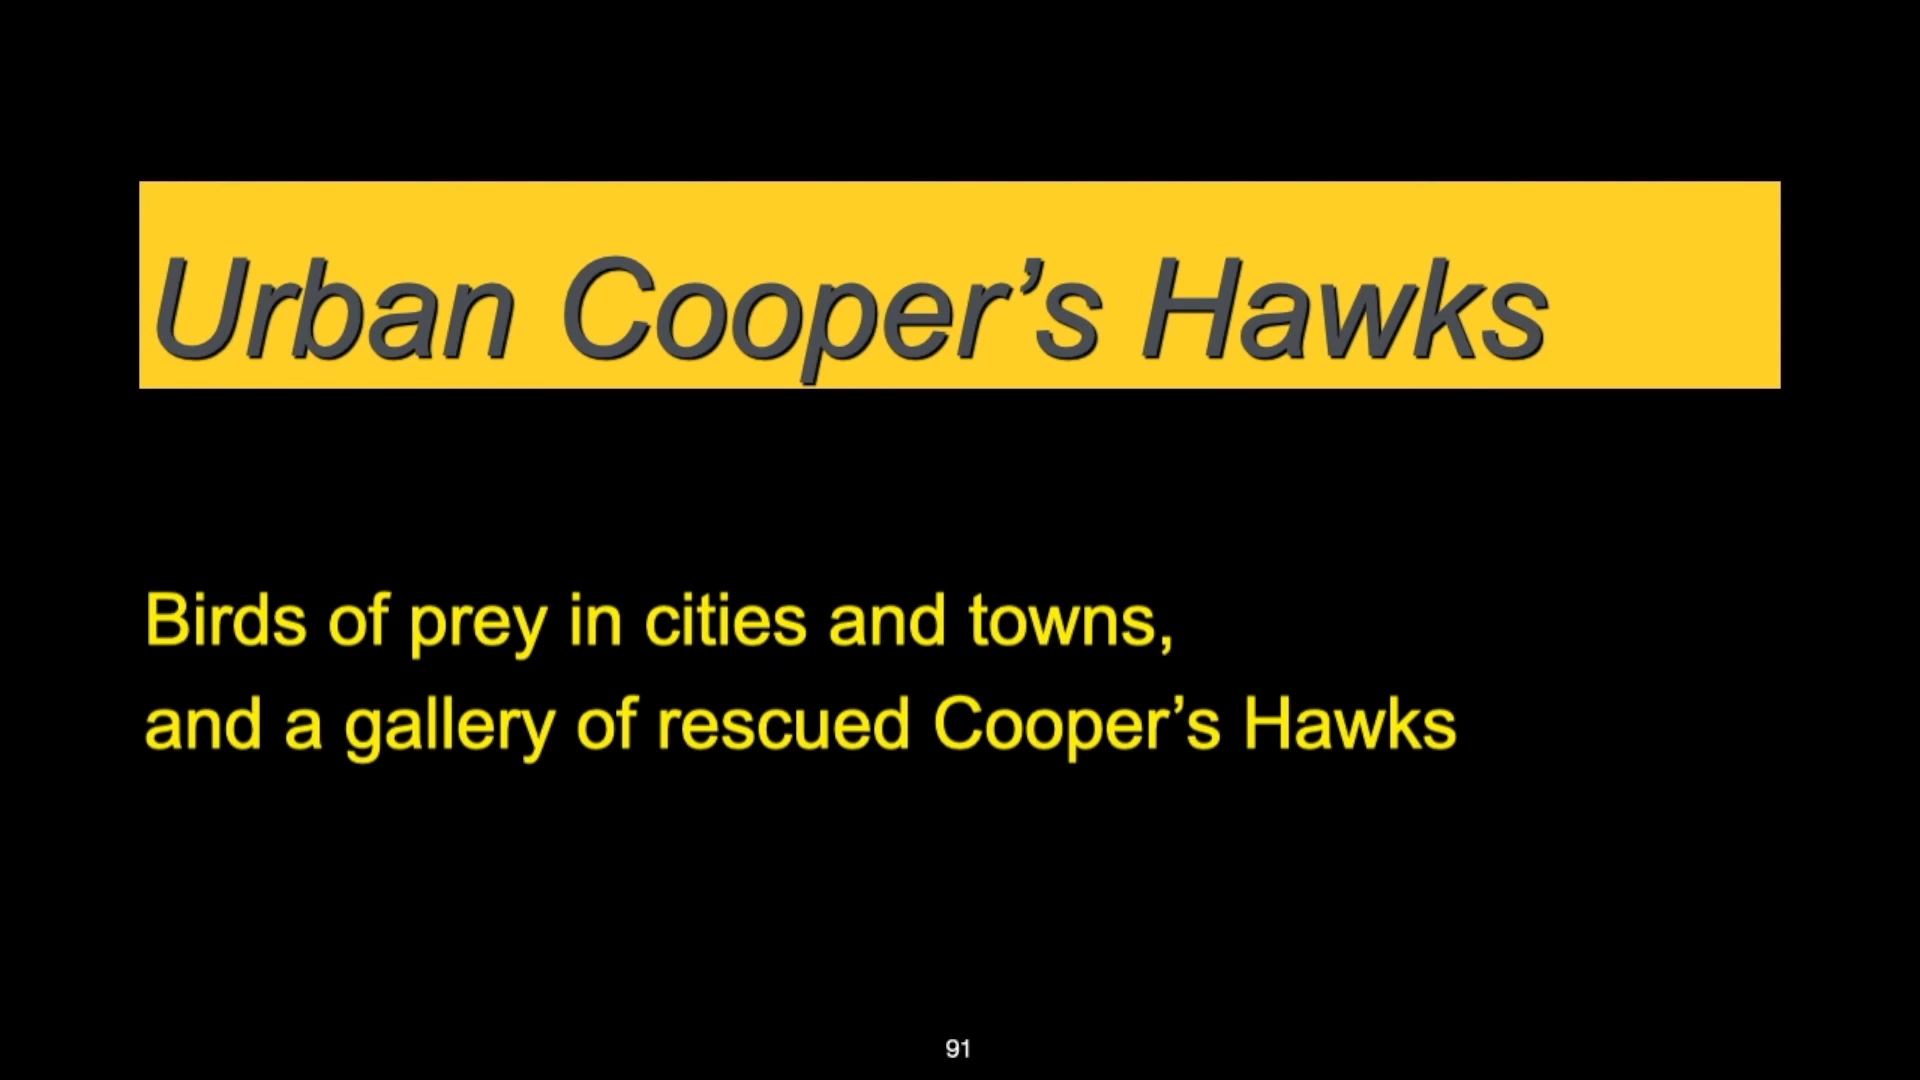 Urban Cooper’s Hawks
Birds of prey in cities and towns,
and a gallery of rescued Cooper’s Hawks
91